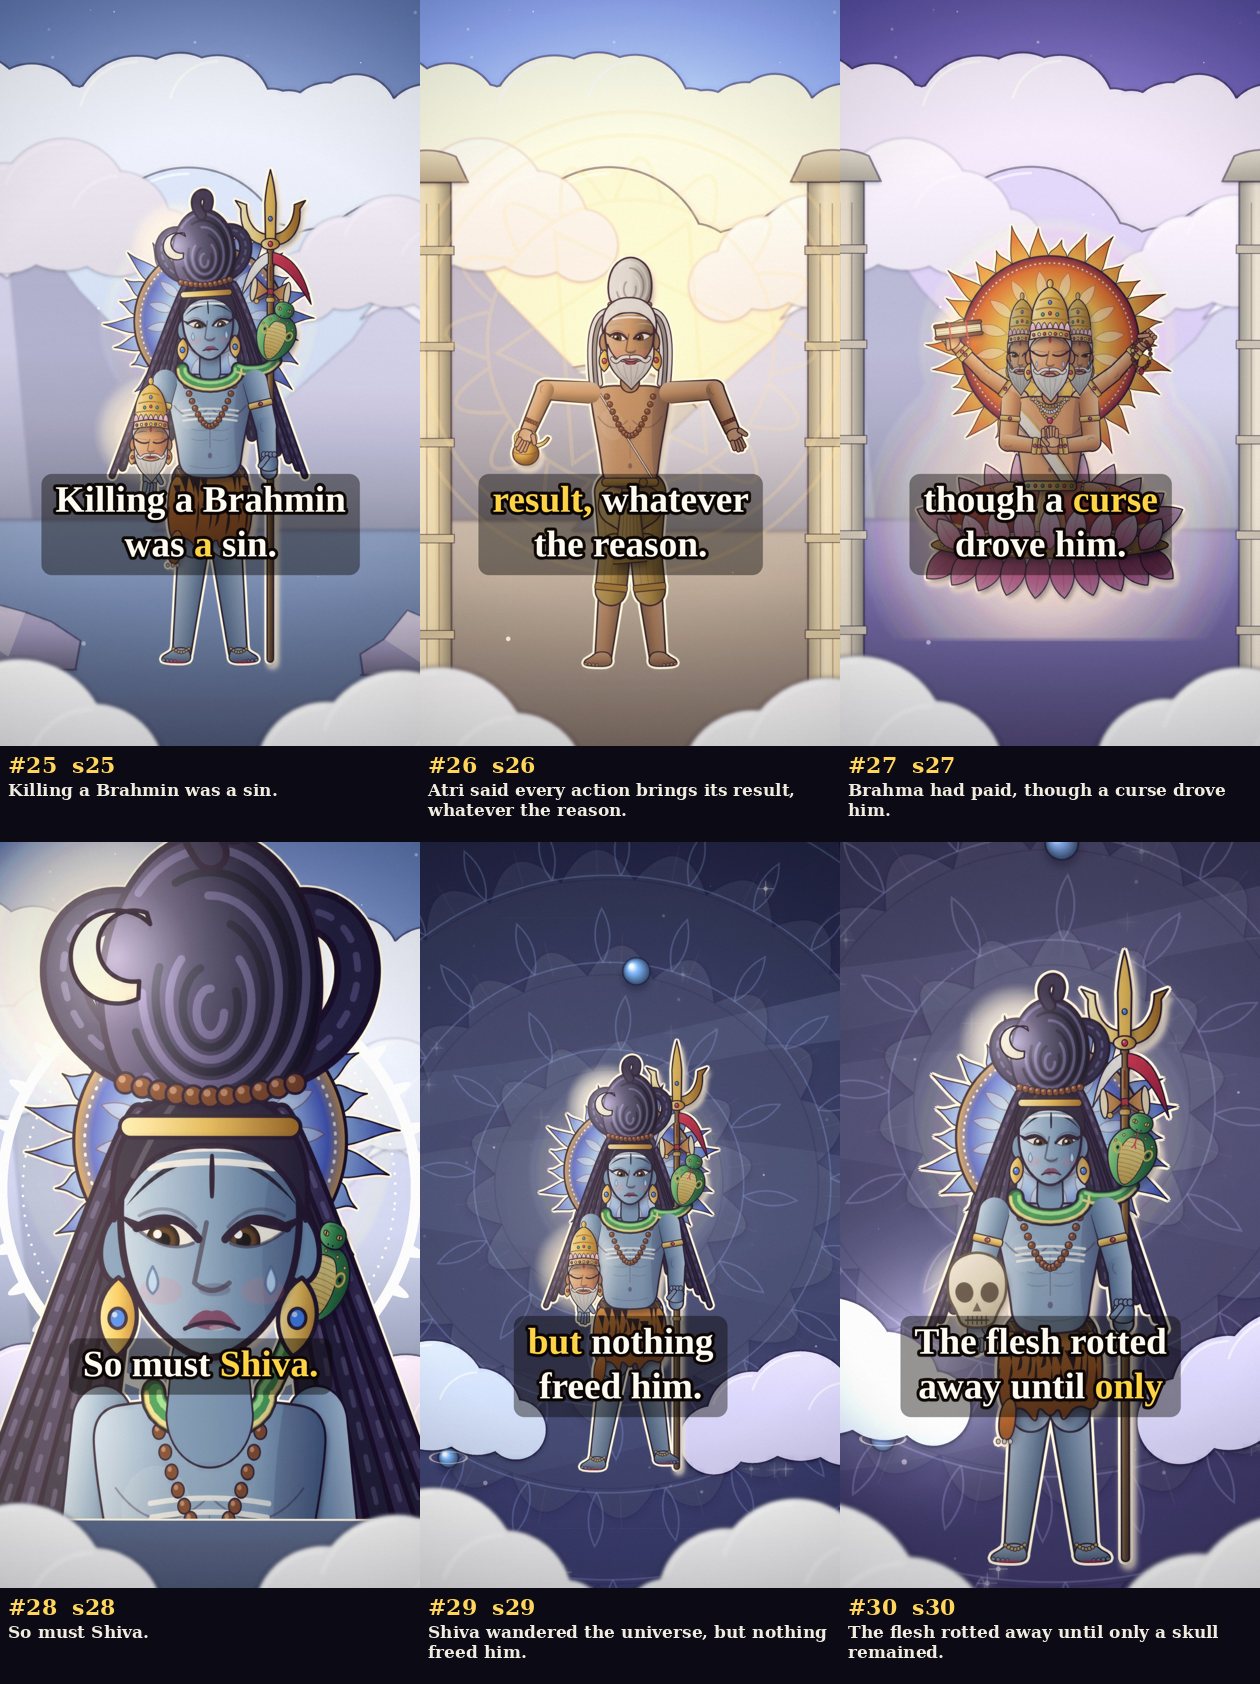 Killing a Brahmin
was a sin.
result, whatever
the reason.
though a curse
drove him.
#25 s25
Killing a Brahmin was a sin.
#26 s26
Atri said every action brings its result,
whatever the reason.
#27 s27
Brahma had paid, though a curse drove
him.
So must Shiva.
but nothing
freed him.
The flesh rotted
away until only
#28 s28
So must Shiva.
#29 s29
Shiva wandered the universe, but nothing
freed him.
#30 s30
The flesh rotted away until only a skull
remained.